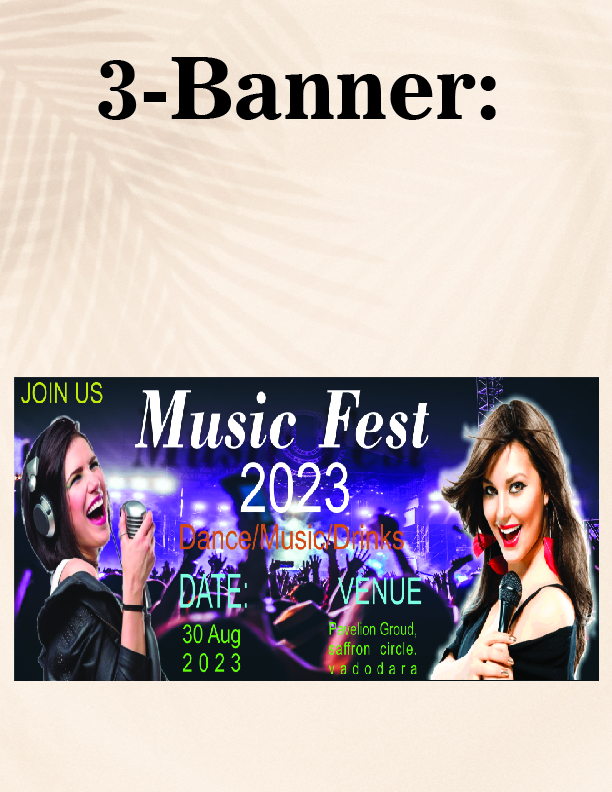 3-Banner:
JOIN US
Music Fest
2023
Dance/Music/Drinks
DATE:
30 Aug
2023
VENUE
Pavelion Groud,
saffron circle.
vadodara